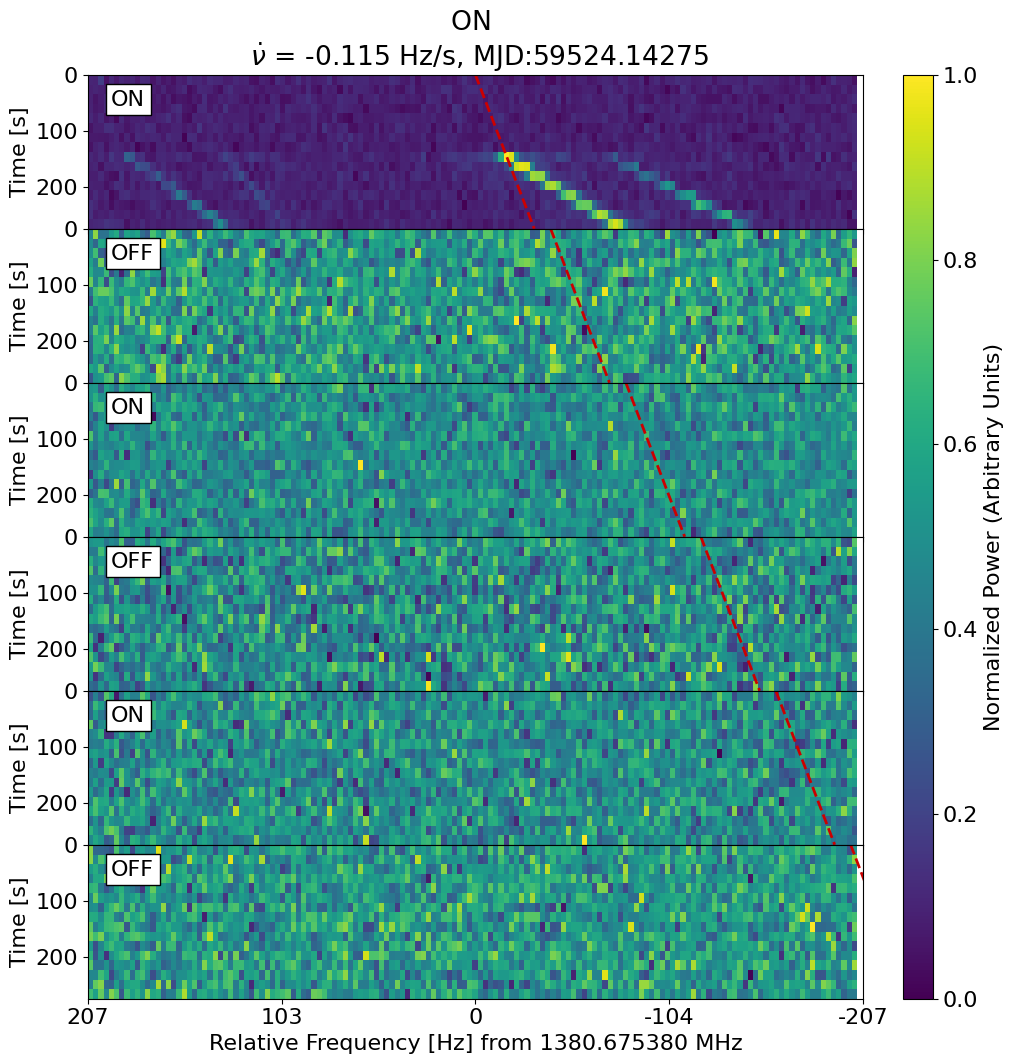 ON
ν̇ = -0.115 Hz/s, MJD:59524.14275
0
ON
100
Time [s]
200
0
OFF
100
Time [s]
200
0
ON
100
Time [s]
200
0
OFF
100
Time [s]
200
0
ON
100
Time [s]
200
0
OFF
100
Time [s]
200
207 103 0 -104 -207
Relative Frequency [Hz] from 1380.675380 MHz
1.0
0.8
0.6
0.4
0.2
0.0
Normalized Power (Arbitrary Units)